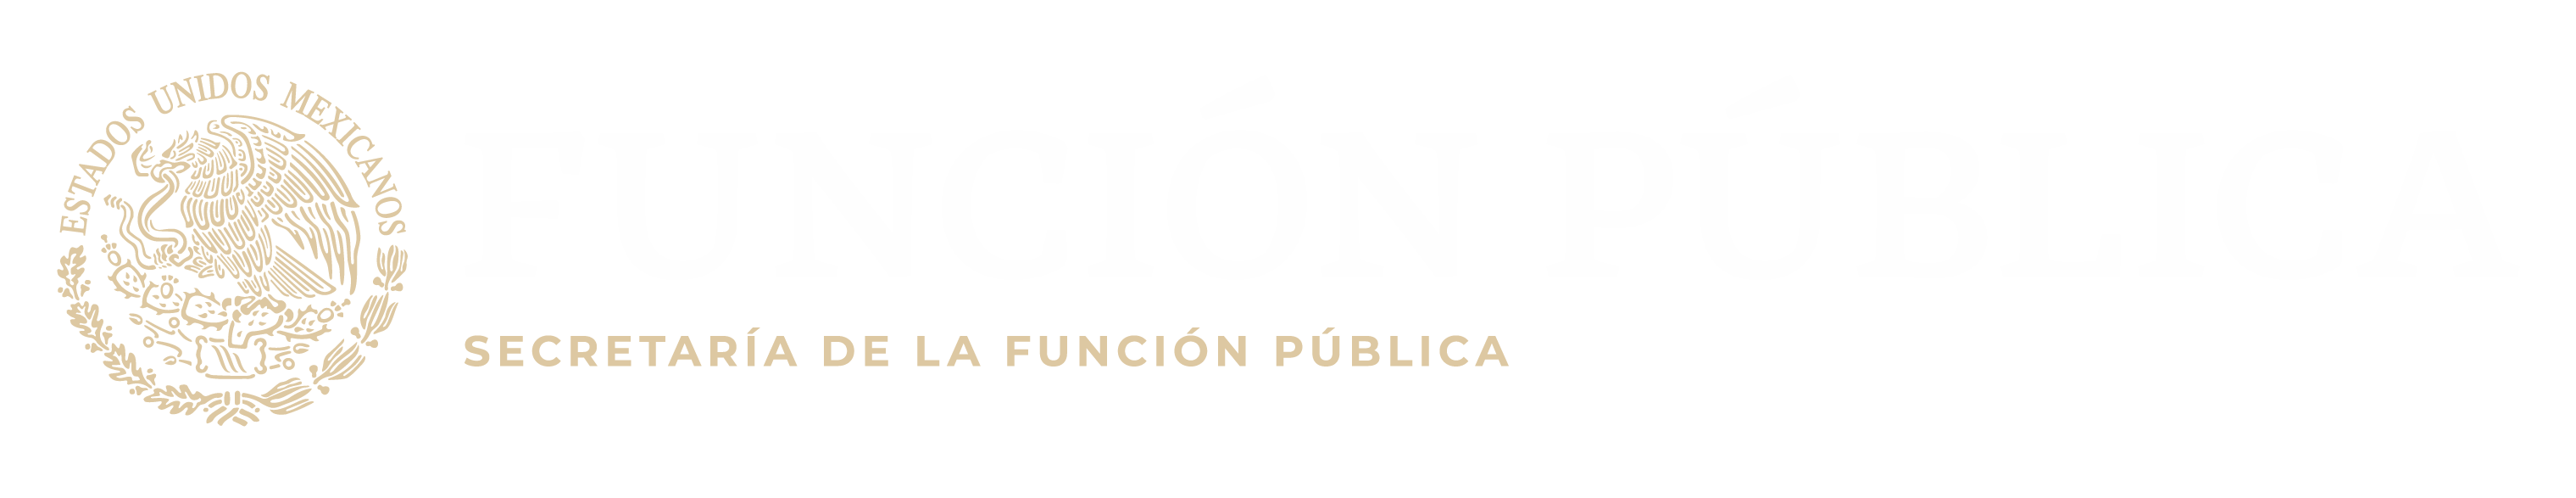 ESTADOS UNIDOS MEXICANOS
FUNCIÓN PÚBLICA
SECRETARÍA DE LA FUNCIÓN PÚBLICA